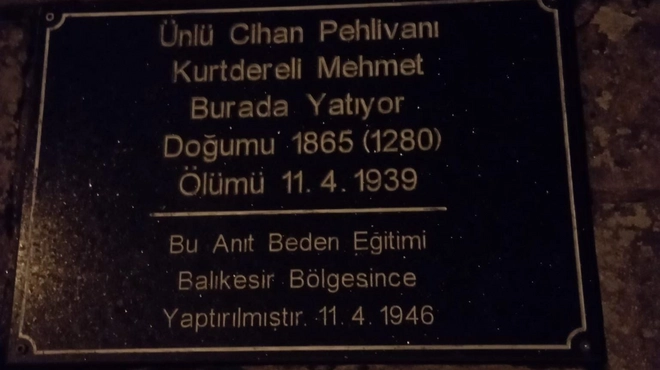 Ünlü Cihan Pehlivanı
Kurtdereli Mehmet
Burada Yatıyor
Doğumu 1865 (1280)
Ölümü 11. 4. 1939
Bu Anıt Beden Eğitimi
Balıkesir Bölgesince
Yaptırılmıştır. 11. 4. 1946